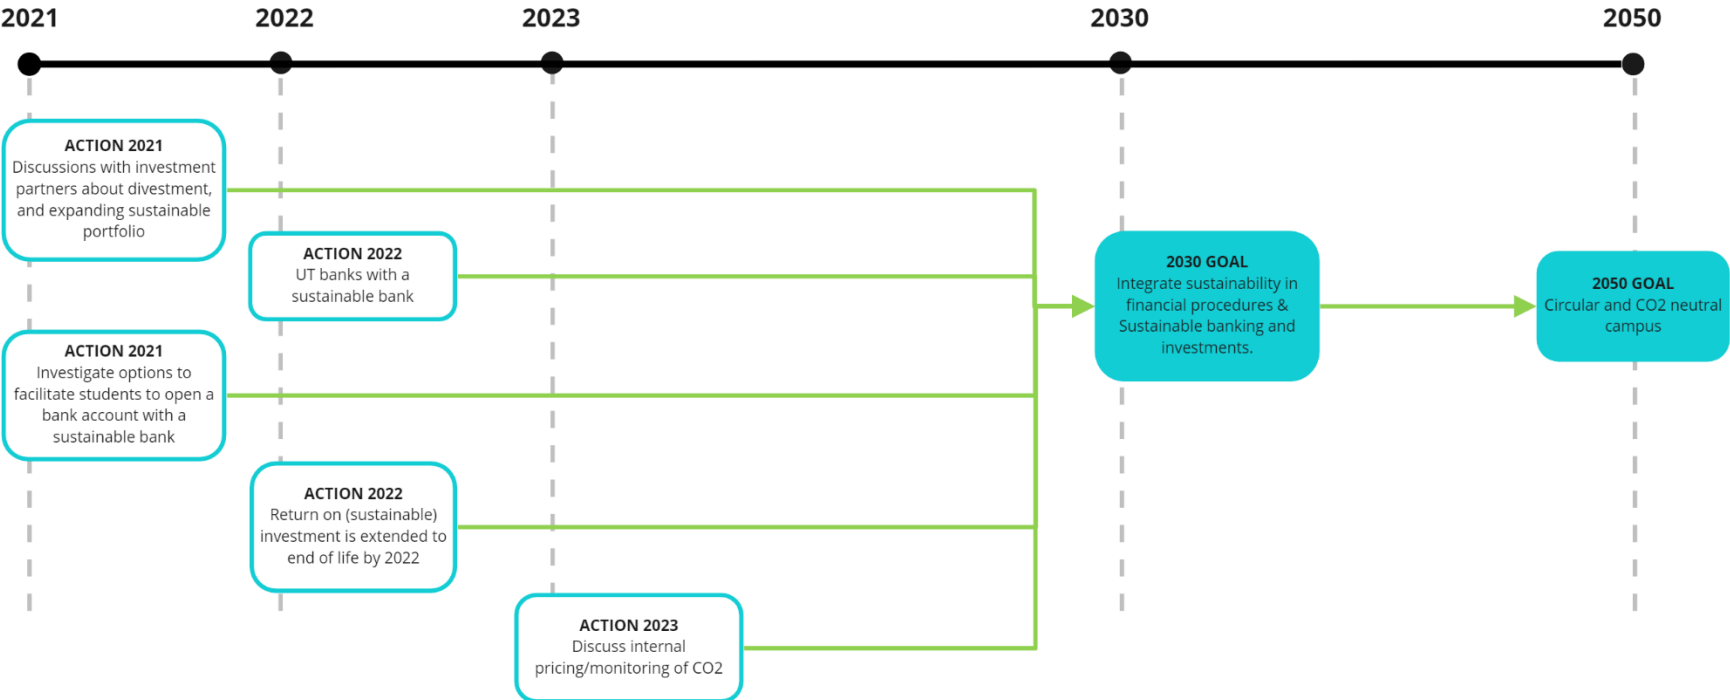 2021
2022
2023
2030
2050
ACTION 2021
Discussions with investment
partners about divestment,
and expanding sustainable
portfolio
ACTION 2022
UT banks with a
sustainable bank
2030 GOAL
Integrate sustainability in
financial procedures &
Sustainable banking and
investments.
2050 GOAL
Circular and CO2 neutral
campus
ACTION 2021
Investigate options to
facilitate students to open a
bank account with a
sustainable bank
ACTION 2022
Return on (sustainable)
investment is extended to
end of life by 2022
ACTION 2023
Discuss internal
pricing/monitoring of CO2